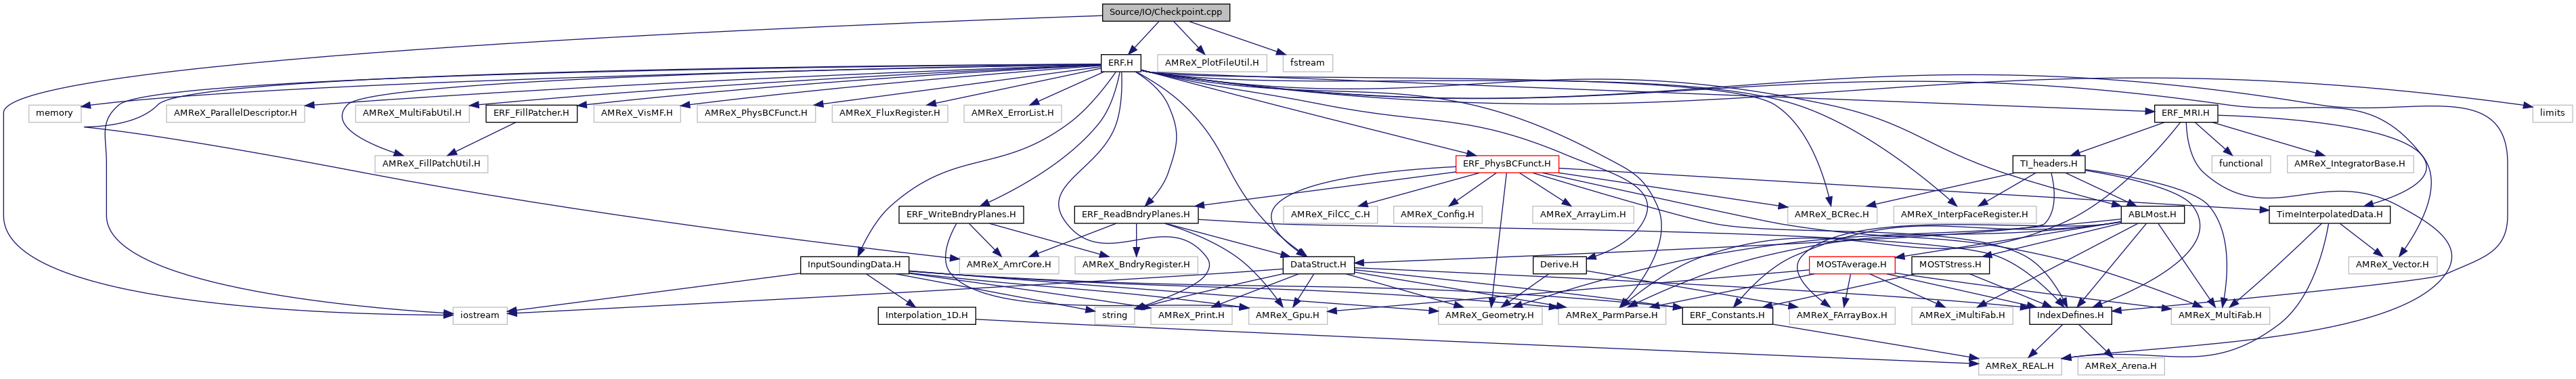 Source/IO/Checkpoint.cpp
ERF.H
AMReX_PlotFileUtil.H
fstream
memory
AMReX_ParallelDescriptor.H
AMReX_MultiFabUtil.H
ERF_FillPatcher.H
AMReX_VisMF.H
AMReX_PhysBCFunct.H
AMReX_FluxRegister.H
AMReX_ErrorList.H
ERF_MRI.H
limits
AMReX_FillPatchUtil.H
ERF_PhysBCFunct.H
TI_headers.H
functional
AMReX_IntegratorBase.H
ERF_WriteBndryPlanes.H
ERF_ReadBndryPlanes.H
AMReX_FilCC_C.H
AMReX_Config.H
AMReX_ArrayLim.H
AMReX_BCRec.H
AMReX_InterpFaceRegister.H
ABLMost.H
TimeInterpolatedData.H
InputSoundingData.H
AMReX_AmrCore.H
AMReX_BndryRegister.H
DataStruct.H
Derive.H
MOSTAverage.H
MOSTStress.H
AMReX_Vector.H
iostream
Interpolation_1D.H
string
AMReX_Print.H
AMReX_Gpu.H
AMReX_Geometry.H
AMReX_ParmParse.H
ERF_Constants.H
AMReX_FArrayBox.H
AMReX_iMultiFab.H
IndexDefines.H
AMReX_MultiFab.H
AMReX_REAL.H
AMReX_Arena.H